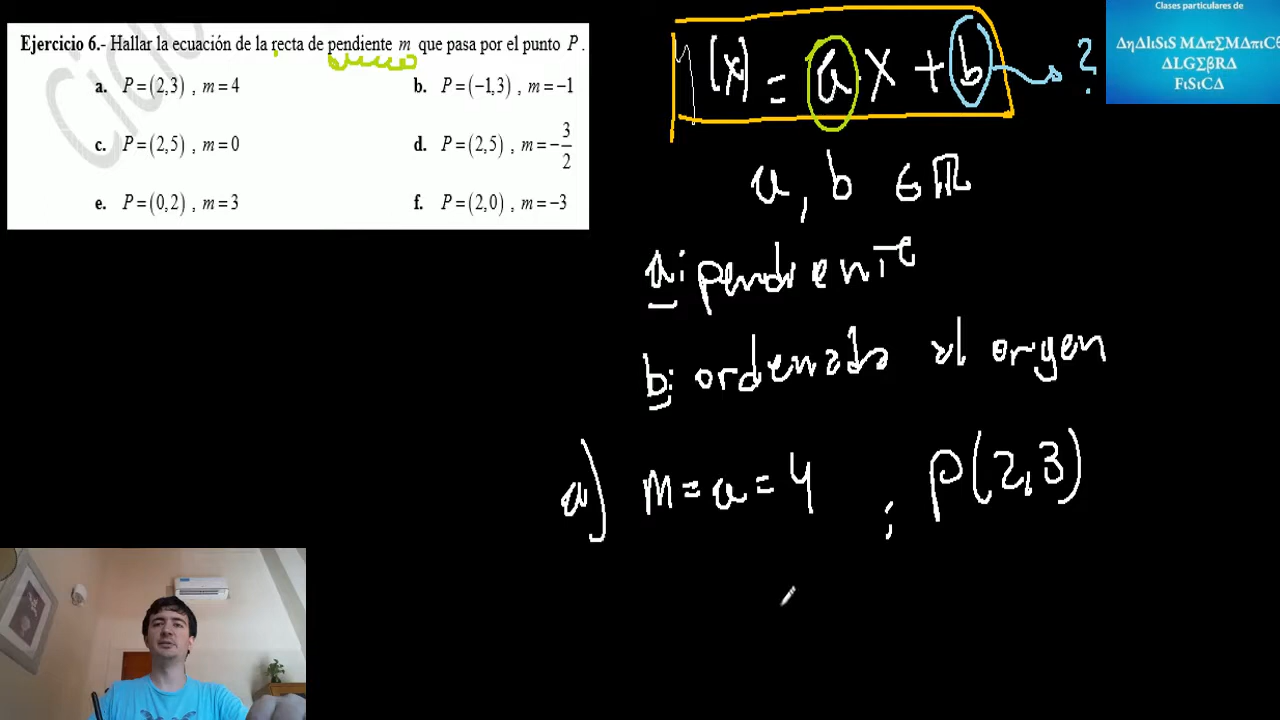 Ejercicio 6.- Hallar la ecuación de la recta de pendiente m que pasa por el punto P.
a. P=(2,3) , m=4
b. P=(−1,3) , m=−1
c. P=(2,5) , m=0
d. P=(2,5) , m=−3/2
e. P=(0,2) , m=3
f. P=(2,0) , m=−3
y(x) = a x + b → ?
a, b ∈ ℝ
a: pendiente
b: ordenada al origen
a) m = a = 4 ; P(2,3)
Clases particulares de
ΔηΔlιSιS MΔπΣMΔπιCΘ
ΔLGΣβRΔ
FιSιCΔ